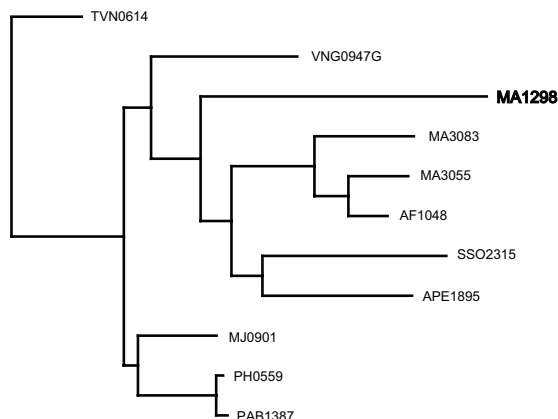 TVN0614
VNG0947G
MA1298
MA3083
MA3055
AF1048
SSO2315
APE1895
MJ0901
PH0559
PAB1387